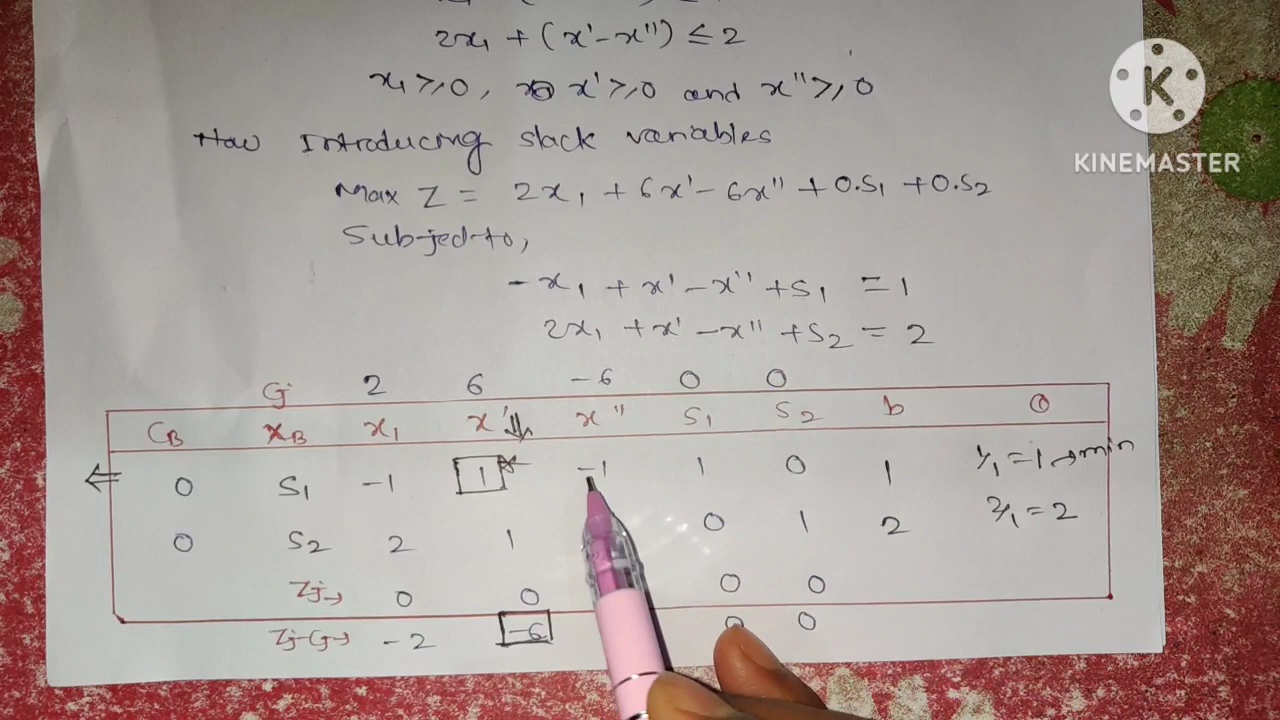 2x₁ + (x' - x'') ≤ 2
x₁ ≥ 0, x' ≥ 0 and x'' ≥ 0
KINEMASTER
Now Introducing slack variables
Max Z = 2x₁ + 6x' - 6x'' + 0.S₁ + 0.S₂
Subject to,
-x₁ + x' - x'' + S₁ = 1
2x₁ + x' - x'' + S₂ = 2
Cj 2 6 -6 0 0
CB XB x₁ x' x'' S₁ S₂ b θ
0 S₁ -1 1 -1 1 0 1 1/1 = 1 → min
0 S₂ 2 1 0 1 2 2/1 = 2
Zj → 0 0 0 0
Zj-Cj → -2 -6 0 0